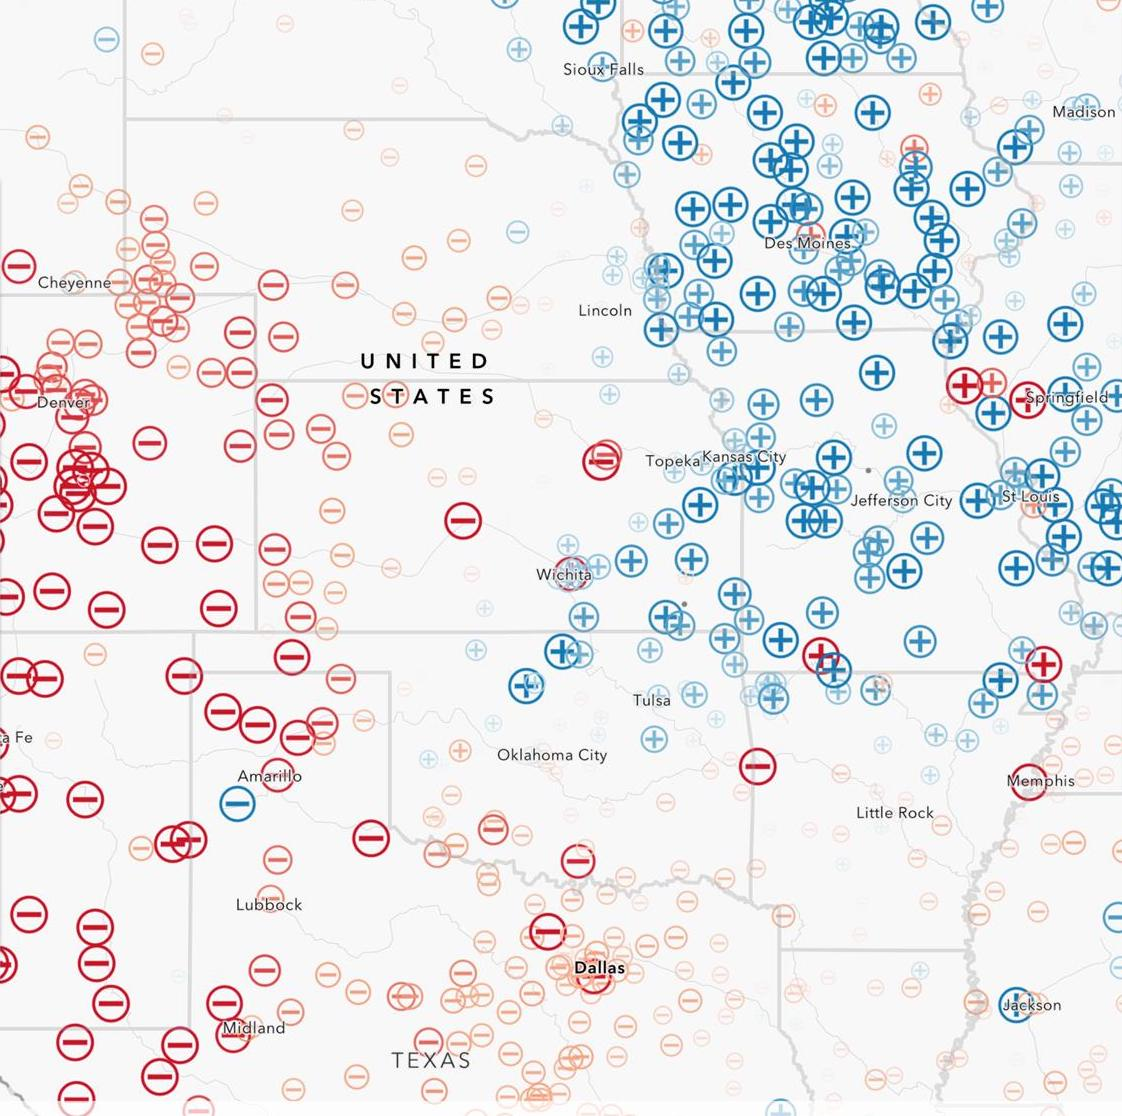 Sioux Falls
Madison
Des Moines
Cheyenne
Lincoln
UNITED
STATES
Denver
Springfield
Topeka
Kansas City
Jefferson City
St Louis
Wichita
Tulsa
a Fe
Oklahoma City
Amarillo
Memphis
Little Rock
Lubbock
Dallas
Jackson
Midland
TEXAS